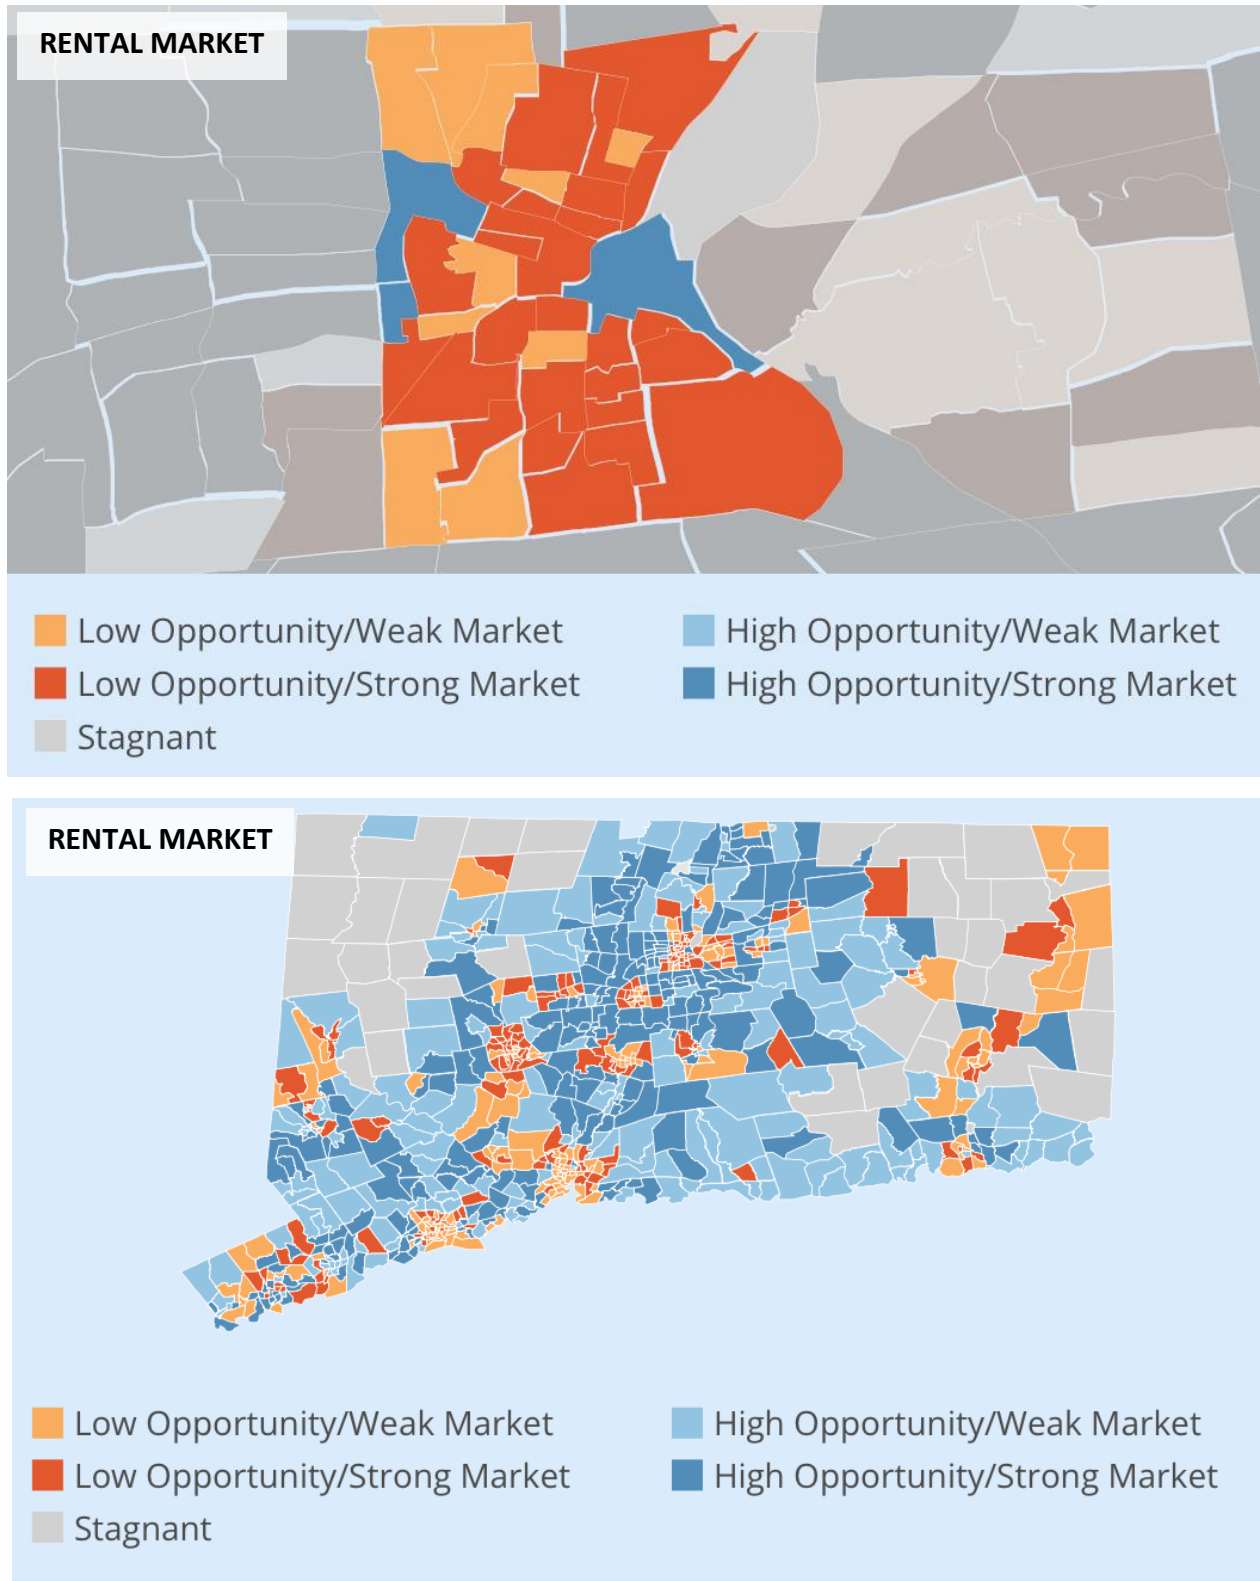 RENTAL MARKET
Low Opportunity/Weak Market
High Opportunity/Weak Market
Low Opportunity/Strong Market
High Opportunity/Strong Market
Stagnant
RENTAL MARKET
Low Opportunity/Weak Market
High Opportunity/Weak Market
Low Opportunity/Strong Market
High Opportunity/Strong Market
Stagnant